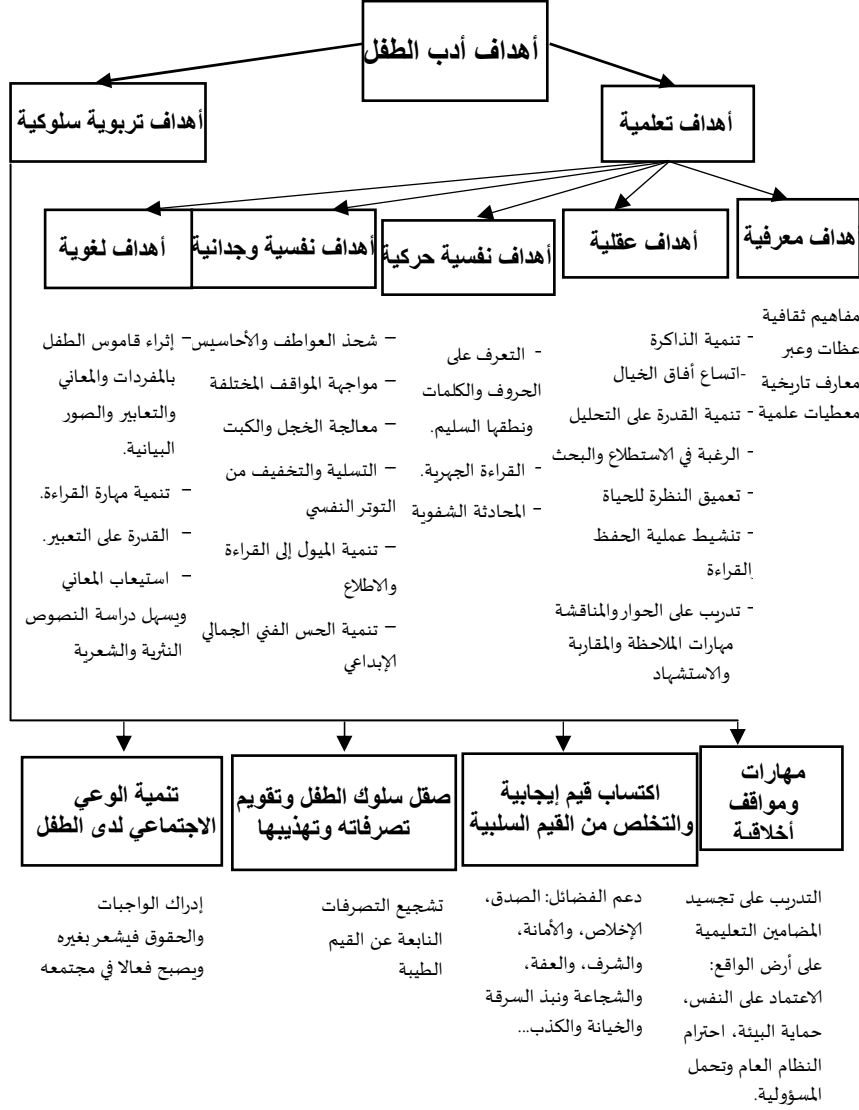 أهداف أدب الطفل
أهداف تعلمية
أهداف تربوية سلوكية
هداف معرفية
أهداف عقلية
أهداف نفسية حركية
أهداف نفسية وجدانية
أهداف لغوية
مفاهيم ثقافية
عظات وعبر
معارف تاريخية
معطيات علمية
- تنمية الذاكرة
-اتساع أفاق الخيال
- تنمية القدرة على التحليل
- الرغبة في الاستطلاع والبحث
- تعميق النظرة للحياة
- تنشيط عملية الحفظ
القراءة
- تدريب على الحوار والمناقشة
مهارات الملاحظة والمقاربة
والاستشهاد
- التعرف على
الحروف والكلمات
ونطقها السليم.
- القراءة الجهرية.
- المحادثة الشفوية
– شحذ العواطف والأحاسيس
– مواجهة المواقف المختلفة
– معالجة الخجل والكبت
– التسلية والتخفيف من
التوتر النفسي
– تنمية الميول إلى القراءة
والاطلاع
– تنمية الحس الفني الجمالي
الإبداعي
– إثراء قاموس الطفل
بالمفردات والمعاني
والتعابير والصور
البيانية.
– تنمية مهارة القراءة.
– القدرة على التعبير.
– استيعاب المعاني
ويسهل دراسة النصوص
النثرية والشعرية
مهارات
ومواقف
أخلاقية
اكتساب قيم إيجابية
والتخلص من القيم السلبية
صقل سلوك الطفل وتقويم
تصرفاته وتهذيبها
تنمية الوعي
الاجتماعي لدى الطفل
التدريب على تجسيد
المضامين التعليمية
على أرض الواقع:
الاعتماد على النفس،
حماية البيئة، احترام
النظام العام وتحمل
المسؤولية.
دعم الفضائل: الصدق،
الإخلاص، والأمانة،
والشرف، والعفة،
والشجاعة ونبذ السرقة
والخيانة والكذب...
تشجيع التصرفات
النابعة عن القيم
الطيبة
إدراك الواجبات
والحقوق فيشعر بغيره
ويصبح فعالا في مجتمعه